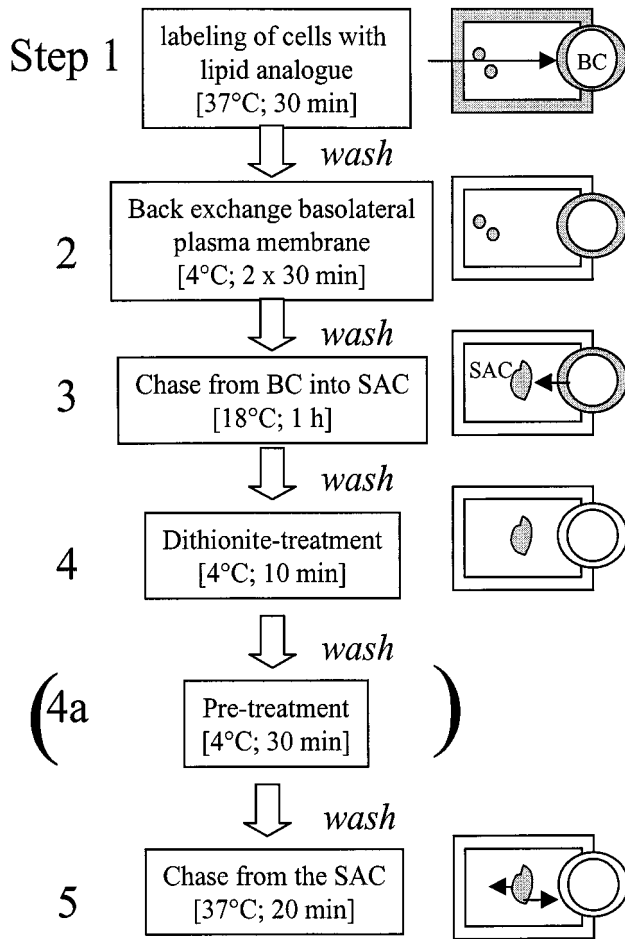 Step 1
labeling of cells with
lipid analogue
[37°C; 30 min]
BC
wash
2
Back exchange basolateral
plasma membrane
[4°C; 2 x 30 min]
wash
3
Chase from BC into SAC
[18°C; 1 h]
SAC
wash
4
Dithionite-treatment
[4°C; 10 min]
wash
(4a
Pre-treatment
[4°C; 30 min]
)
wash
5
Chase from the SAC
[37°C; 20 min]